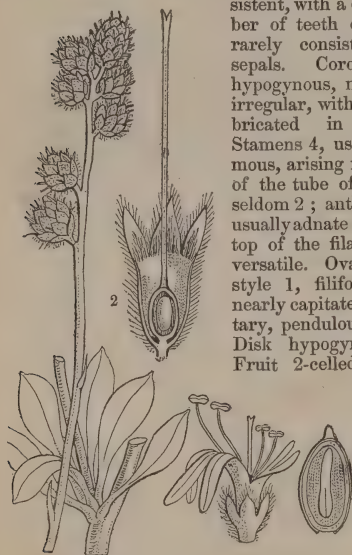 sistent, with a
ber of teeth
rarely consis
sepals. Coro
hypogynous, 
irregular, with
bricated in
Stamens 4, us
mous, arising
of the tube of
seldom 2 ; ant
usually adnate
top of the fila
versatile. Ova
style 1, filifo
nearly capitate
tary, pendulou
Disk hypogyn
Fruit 2-celled
2